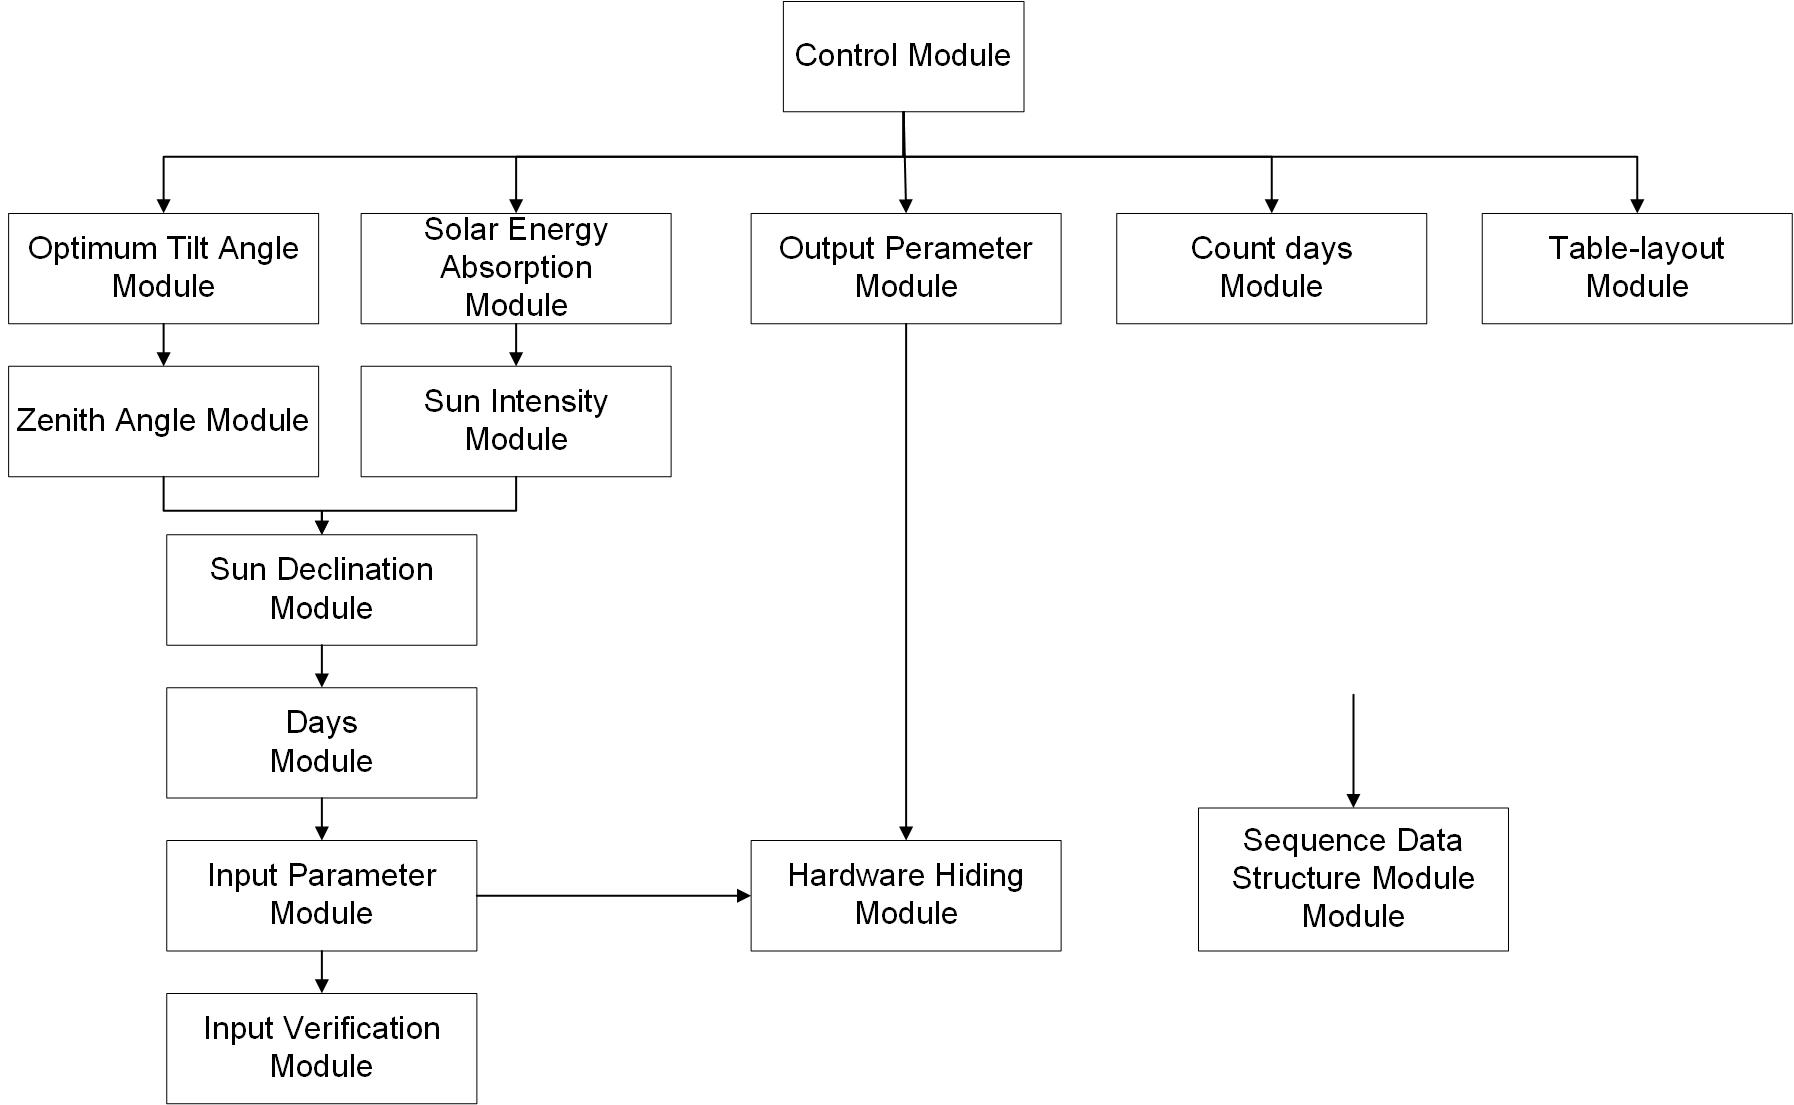 Control Module
Optimum Tilt Angle
Module
Solar Energy
Absorption
Module
Output Perameter
Module
Count days
Module
Table-layout
Module
Zenith Angle Module
Sun Intensity
Module
Sun Declination
Module
Days
Module
Input Parameter
Module
Hardware Hiding
Module
Sequence Data
Structure Module
Module
Input Verification
Module